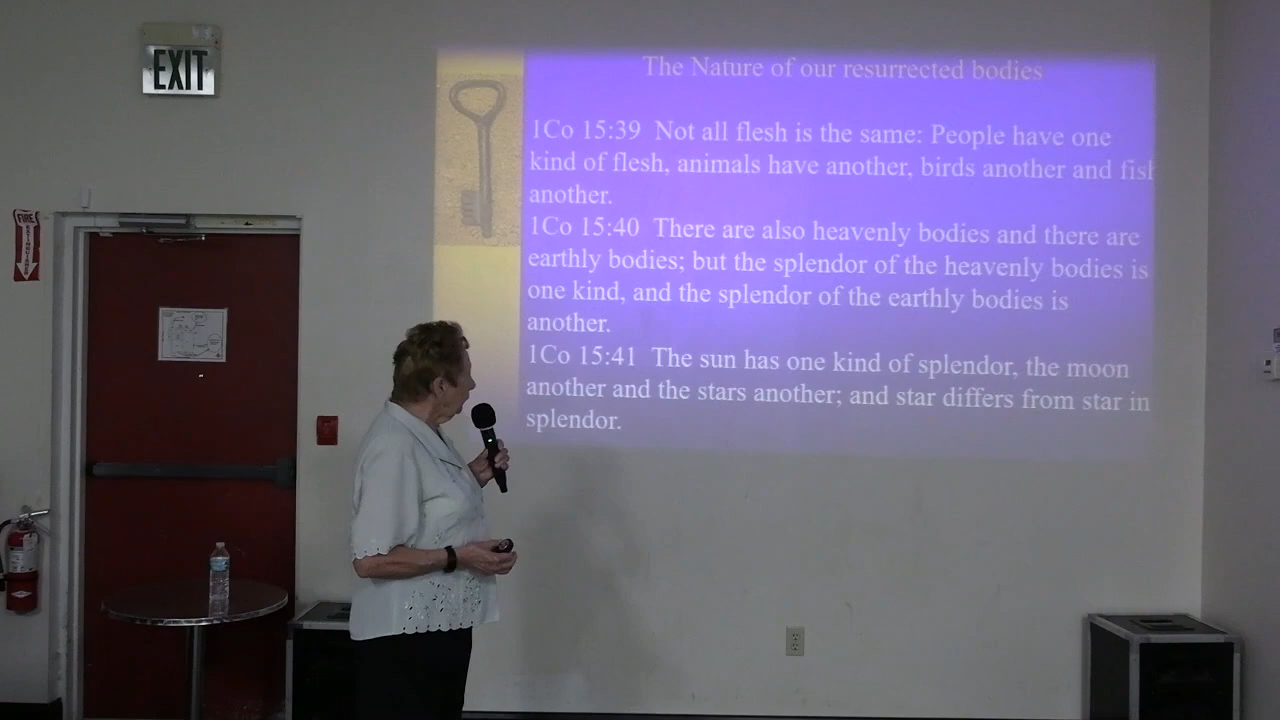 EXIT
The Nature of our resurrected bodies
1Co 15:39 Not all flesh is the same: People have one
kind of flesh, animals have another, birds another and fish
another.
1Co 15:40 There are also heavenly bodies and there are
earthly bodies; but the splendor of the heavenly bodies is
one kind, and the splendor of the earthly bodies is
another.
1Co 15:41 The sun has one kind of splendor, the moon
another and the stars another; and star differs from star in
splendor.
FIRE